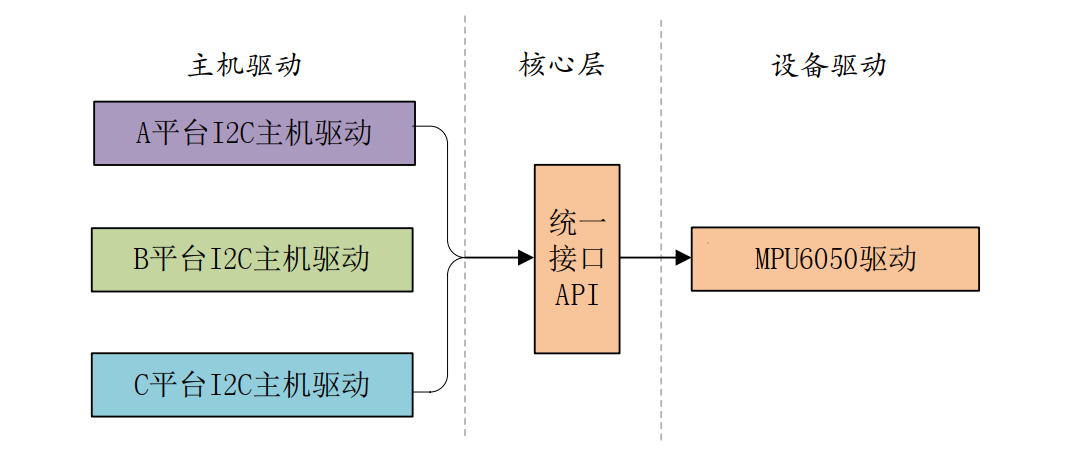 主机驱动
核心层
设备驱动
A平台I2C主机驱动
B平台I2C主机驱动
C平台I2C主机驱动
统一
接口
API
MPU6050驱动